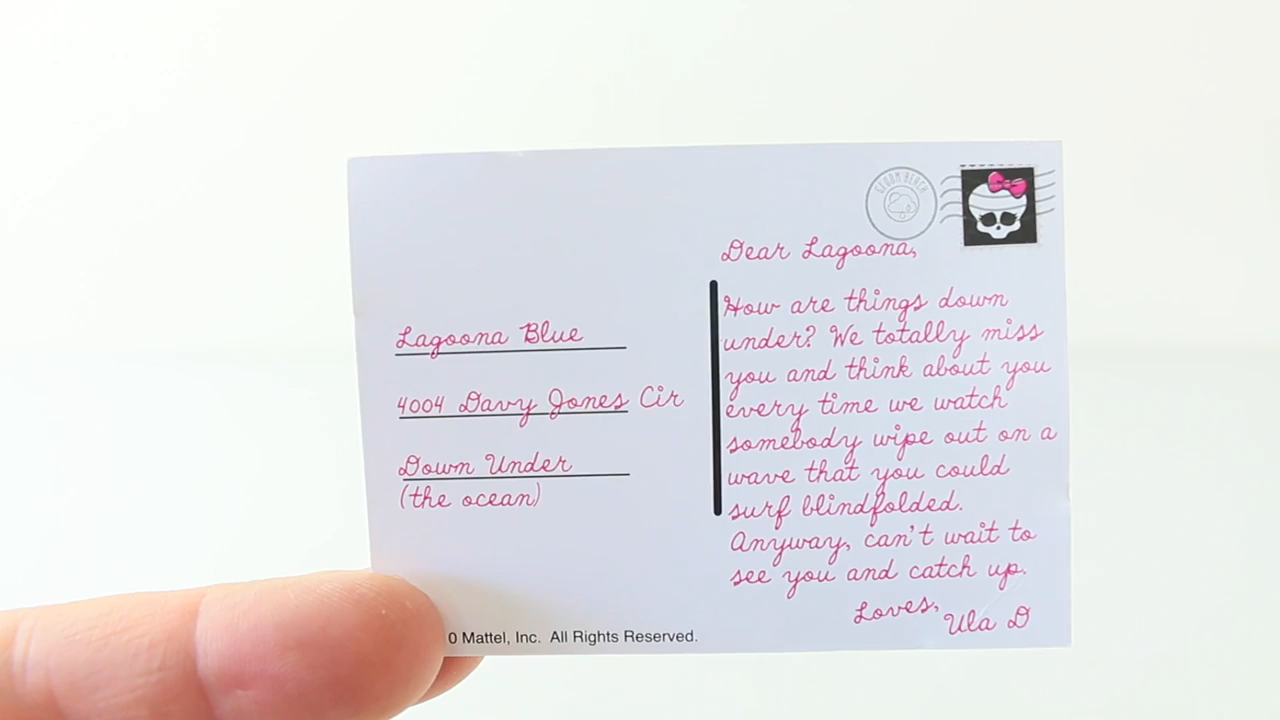 Lagoona Blue
4004 Davy Jones Cir
Down Under
(the ocean)
GLOOM BEACH
Dear Lagoona,
How are things down
under? We totally miss
you and think about you
every time we watch
somebody wipe out on a
wave that you could
surf blindfolded.
Anyway, can't wait to
see you and catch up.
Loves,
Ula D
0 Mattel, Inc. All Rights Reserved.